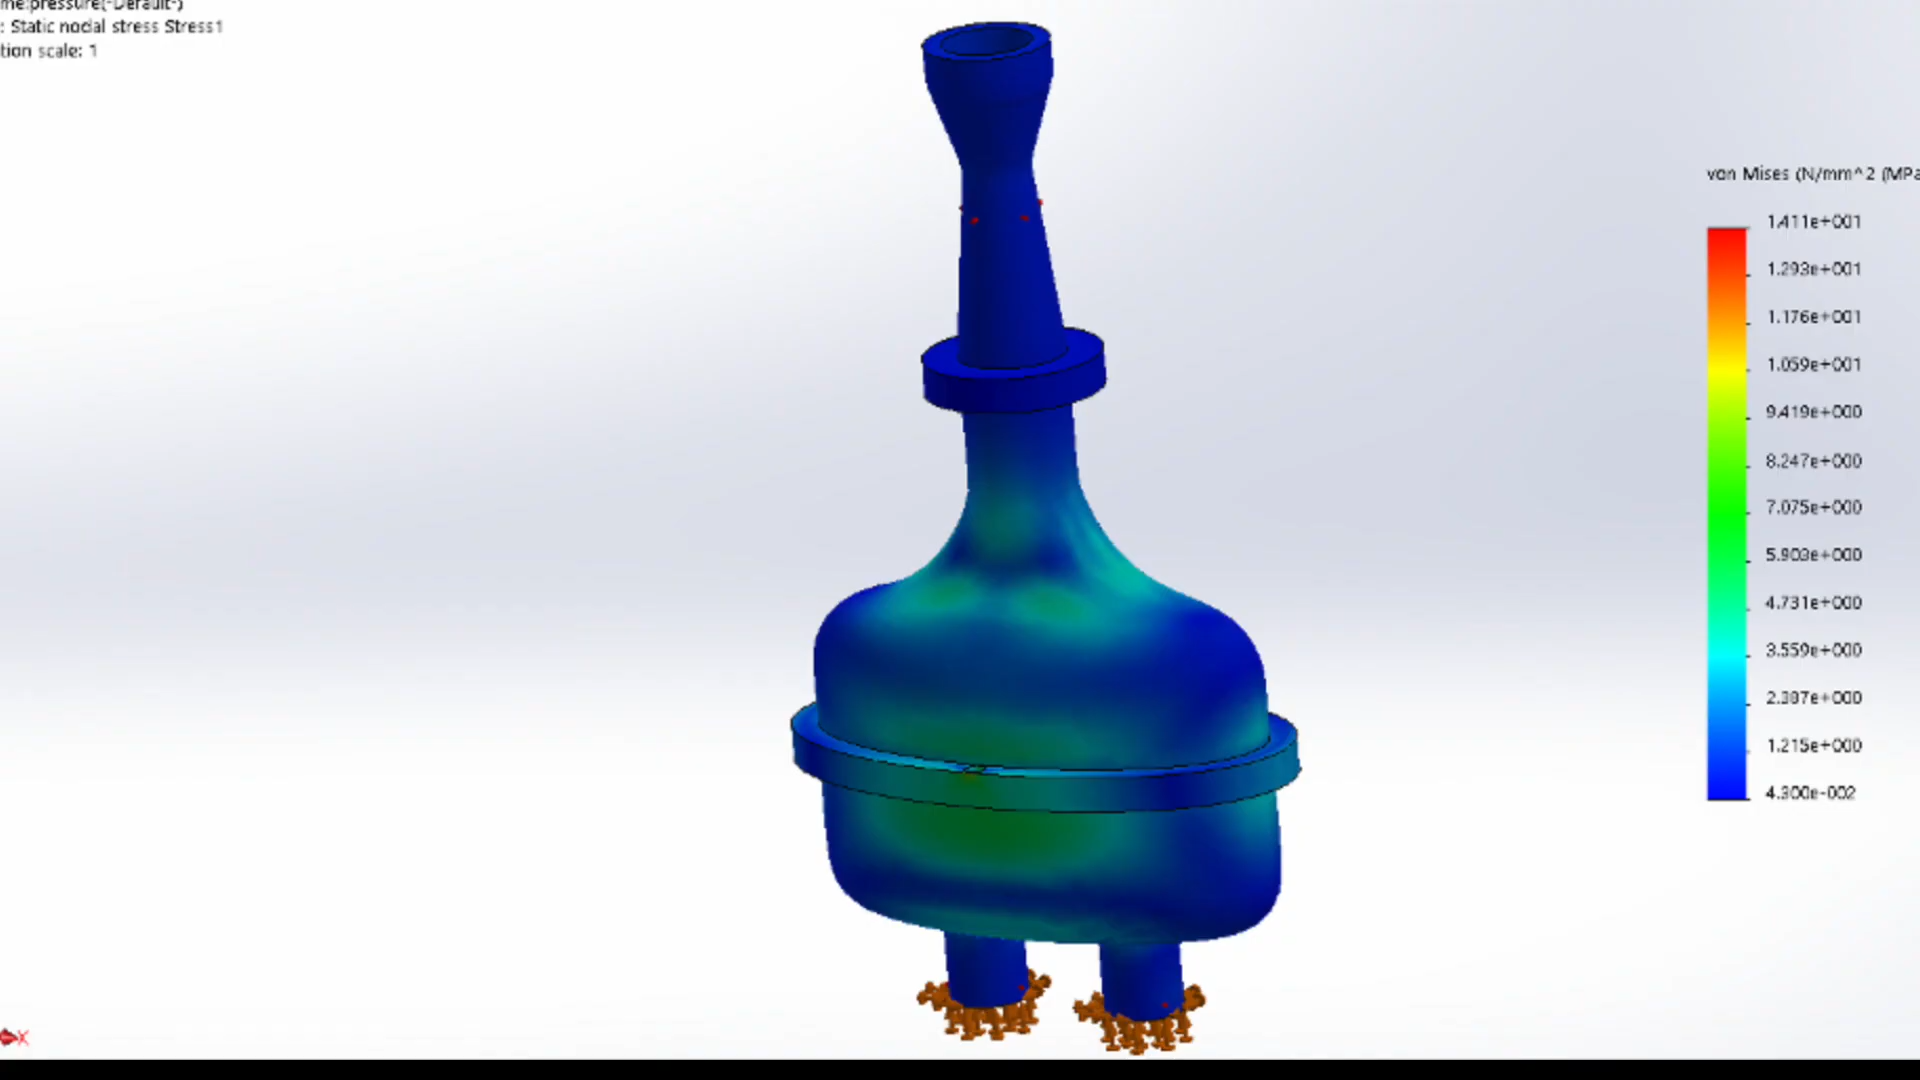 me:pressure(-Default-)
: Static nodal stress Stress1
tion scale: 1
von Mises (N/mm^2 (MPa
1.411e+001
1.293e+001
1.176e+001
1.059e+001
9.419e+000
8.247e+000
7.075e+000
5.903e+000
4.731e+000
3.559e+000
2.387e+000
1.215e+000
4.300e-002
X